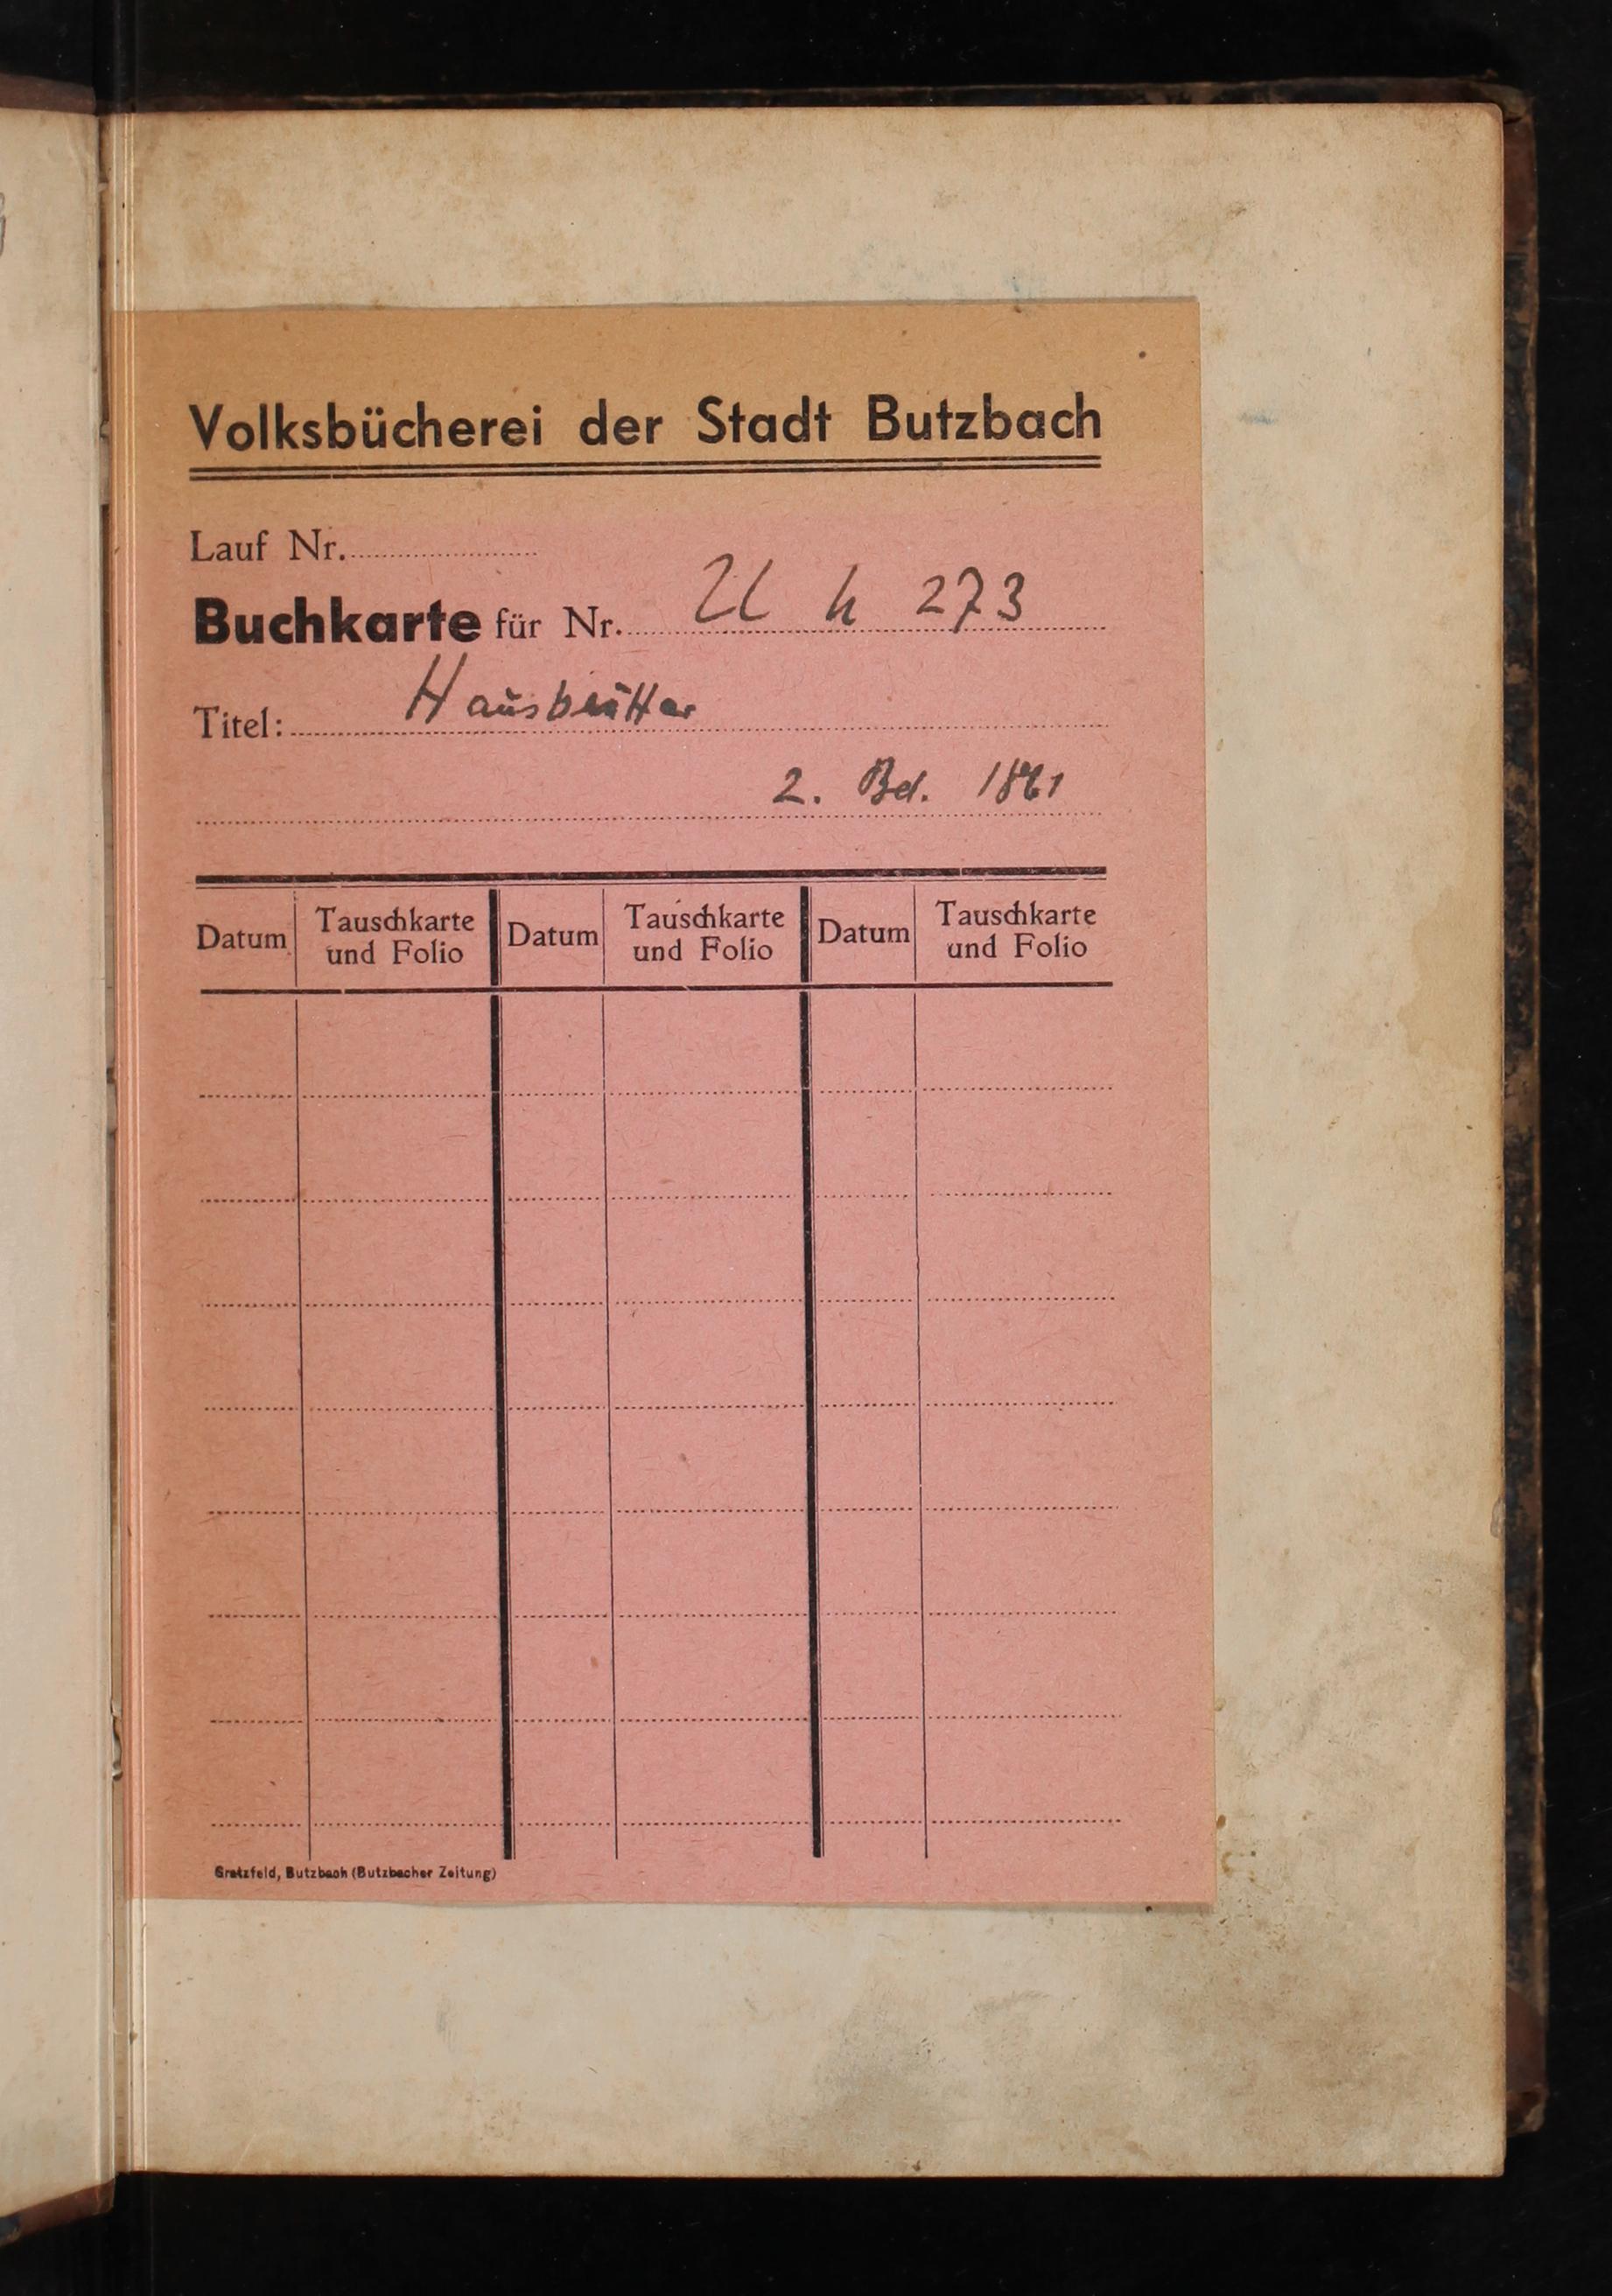 Volksbücherei der Stadt Butzbach
Lauf Nr.
Buchkarte für Nr. U h 273
Titel: Hausblätter
2. Bd. 1861
Datum Tauschkarte und Folio Datum Tauschkarte und Folio Datum Tauschkarte und Folio
Gratzfeld, Butzbach (Butzbacher Zeitung)